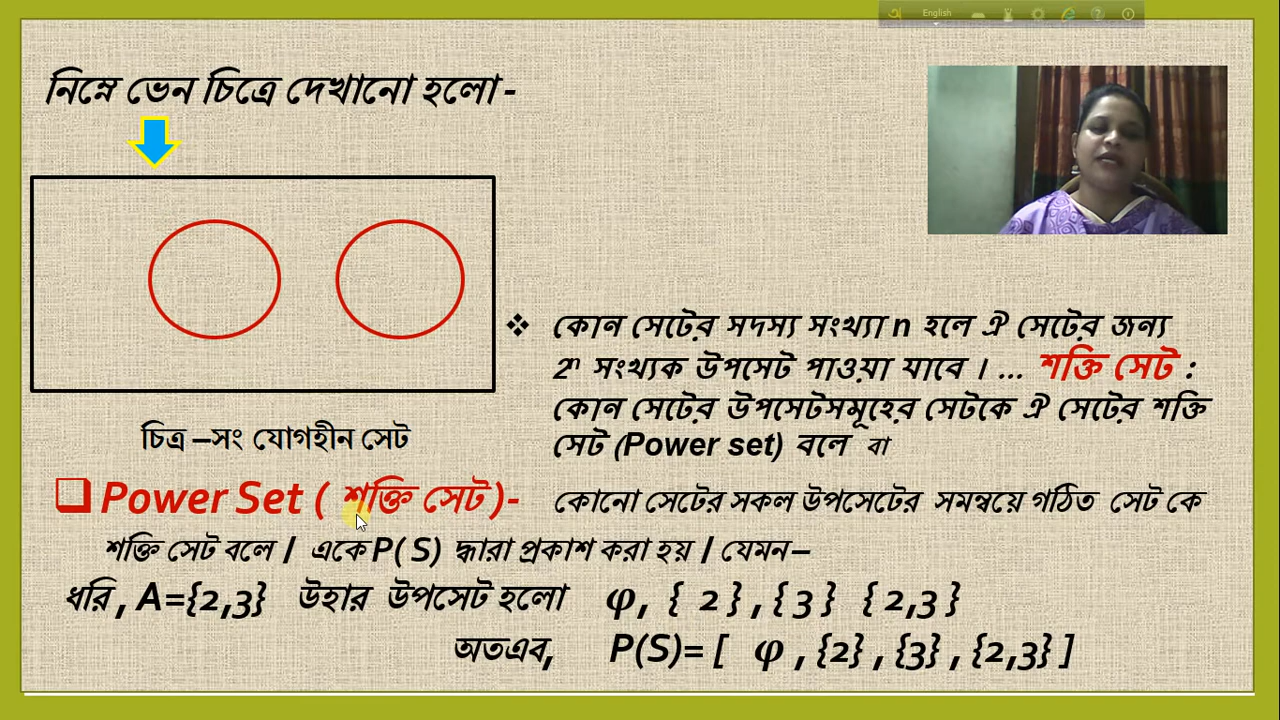 English
নিম্নে ভেন চিত্রে দেখানো হলো -
❖ কোন সেটের সদস্য সংখ্যা n হলে ঐ সেটের জন্য
2ⁿ সংখ্যক উপসেট পাওয়া যাবে । ... শক্তি সেট :
কোন সেটের উপসেটসমূহের সেটকে ঐ সেটের শক্তি
সেট (Power set) বলে বা
চিত্র –সং যোগহীন সেট
❑ Power Set ( শক্তি সেট )- কোনো সেটের সকল উপসেটের সমন্বয়ে গঠিত সেট কে
শক্তি সেট বলে / একে P( S) দ্ধারা প্রকাশ করা হয় / যেমন–
ধরি , A={2,3} উহার উপসেট হলো φ, { 2 } , { 3 } { 2,3 }
অতএব, P(S)= [ φ , {2} , {3} , {2,3} ]